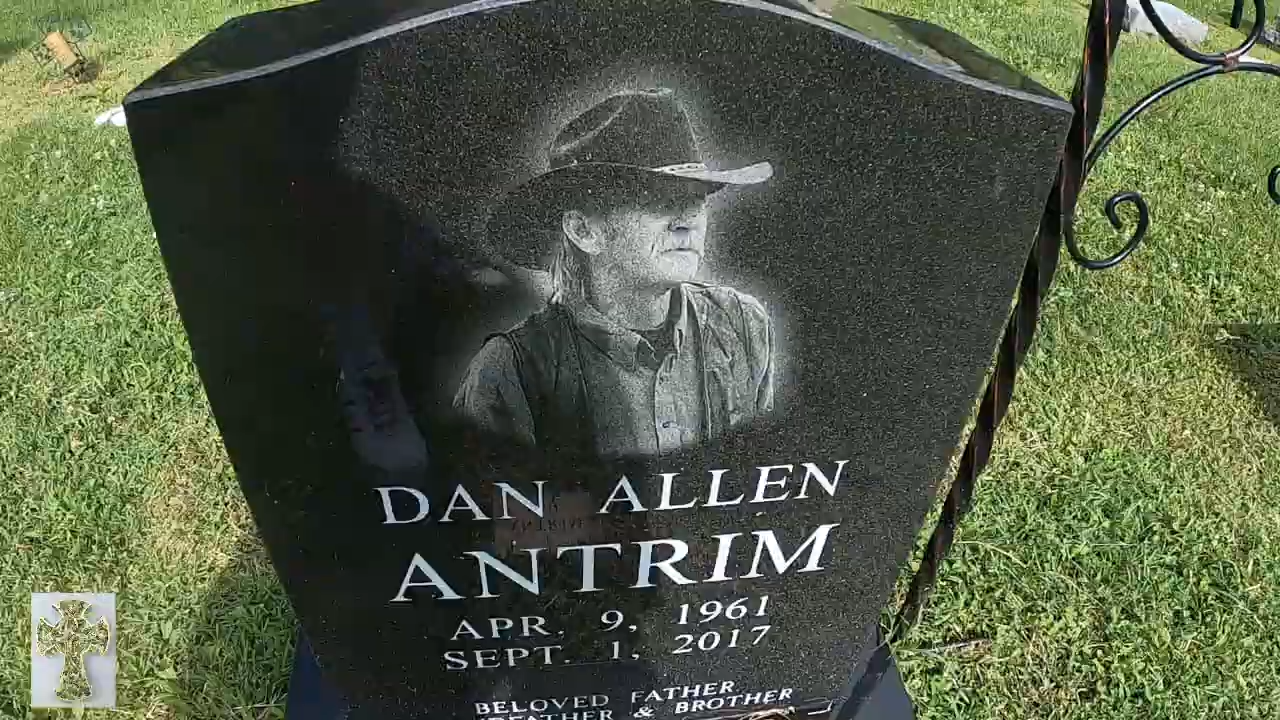 DAN ALLEN
ANTRIM
APR. 9, 1961
SEPT. 1, 2017
BELOVED FATHER
& BROTHER